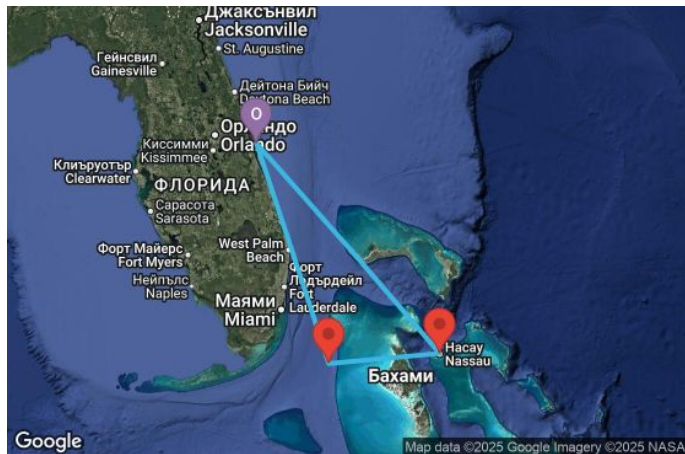 Джаксънвил
Jacksonville
St. Augustine
Гейнсвил
Gainesville
Дейтона Бийч
Daytona Beach
O
Орландо
Orlando
Киссимми
Kissimmee
Клиъруотър
Clearwater
ФЛОРИДА
Сарасота
Sarasota
Форт Майерс
Fort Myers
West Palm
Beach
Нейпълс
Naples
Форт
Лодърдейл
Fort
Lauderdale
Маями
Miami
Насау
Nassau
Бахами
Google
Map data ©2025 Google Imagery ©2025 NASA